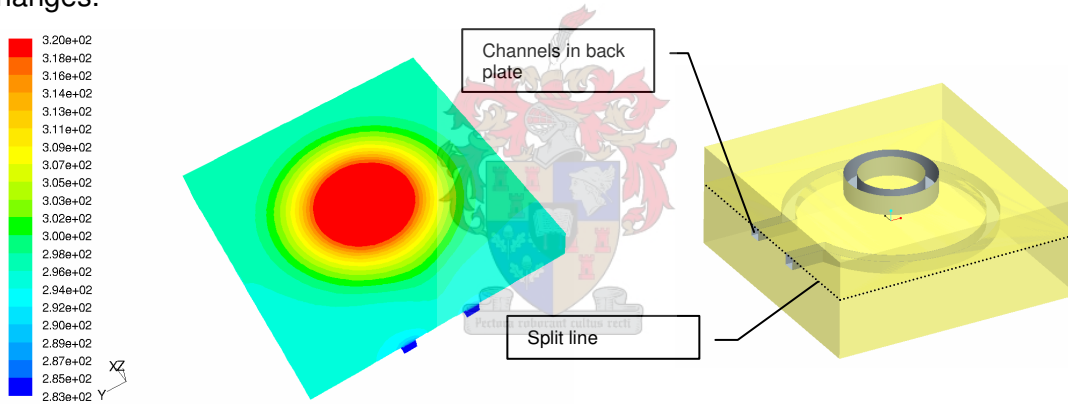 hanges.
3.20e+02
3.18e+02
3.16e+02
3.14e+02
3.13e+02
3.11e+02
3.09e+02
3.07e+02
3.05e+02
3.03e+02
3.02e+02
3.00e+02
2.98e+02
2.96e+02
2.94e+02
2.92e+02
2.90e+02
2.89e+02
2.87e+02
2.85e+02
2.83e+02
XZ
Y
Channels in back
plate
Split line
Pectora roborant cultus recti